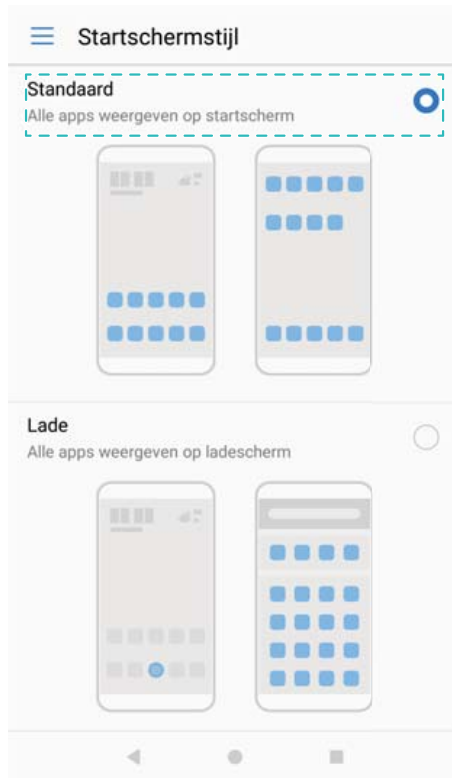 Startschermstijl
Standaard
Alle apps weergeven op startscherm
Lade
Alle apps weergeven op ladescherm